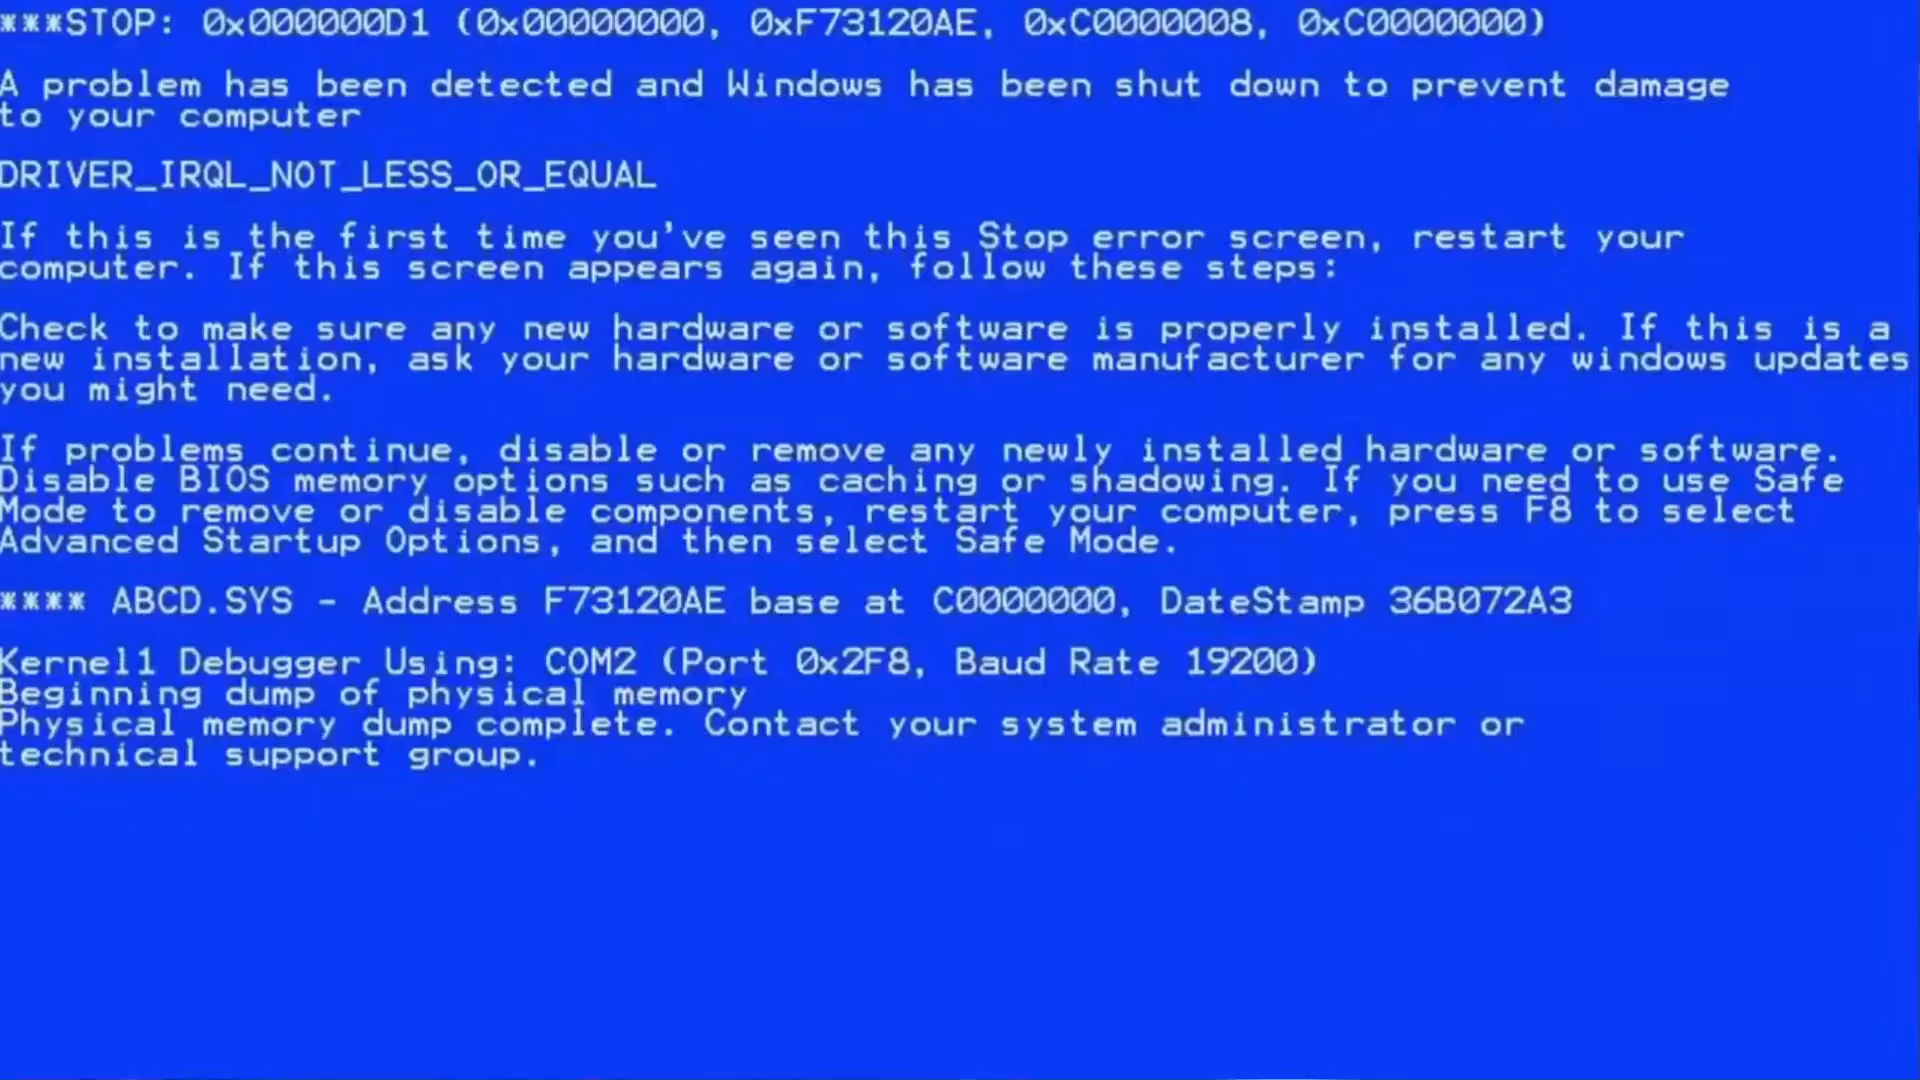 ***STOP: 0x000000D1 (0x00000000, 0xF73120AE, 0xC0000008, 0xC0000000)
A problem has been detected and Windows has been shut down to prevent damage
to your computer
DRIVER_IRQL_NOT_LESS_OR_EQUAL
If this is the first time you've seen this Stop error screen, restart your
computer. If this screen appears again, follow these steps:
Check to make sure any new hardware or software is properly installed. If this is a
new installation, ask your hardware or software manufacturer for any windows updates
you might need.
If problems continue, disable or remove any newly installed hardware or software.
Disable BIOS memory options such as caching or shadowing. If you need to use Safe
Mode to remove or disable components, restart your computer, press F8 to select
Advanced Startup Options, and then select Safe Mode.
**** ABCD.SYS - Address F73120AE base at C0000000, DateStamp 36B072A3
Kernel1 Debugger Using: COM2 (Port 0x2F8, Baud Rate 19200)
Beginning dump of physical memory
Physical memory dump complete. Contact your system administrator or
technical support group.